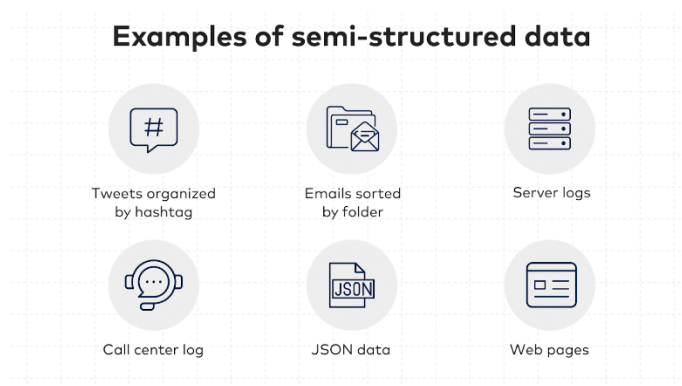 Examples of semi-structured data
#
Tweets organized
by hashtag
Emails sorted
by folder
Server logs
Call center log
JSON
JSON data
Web pages